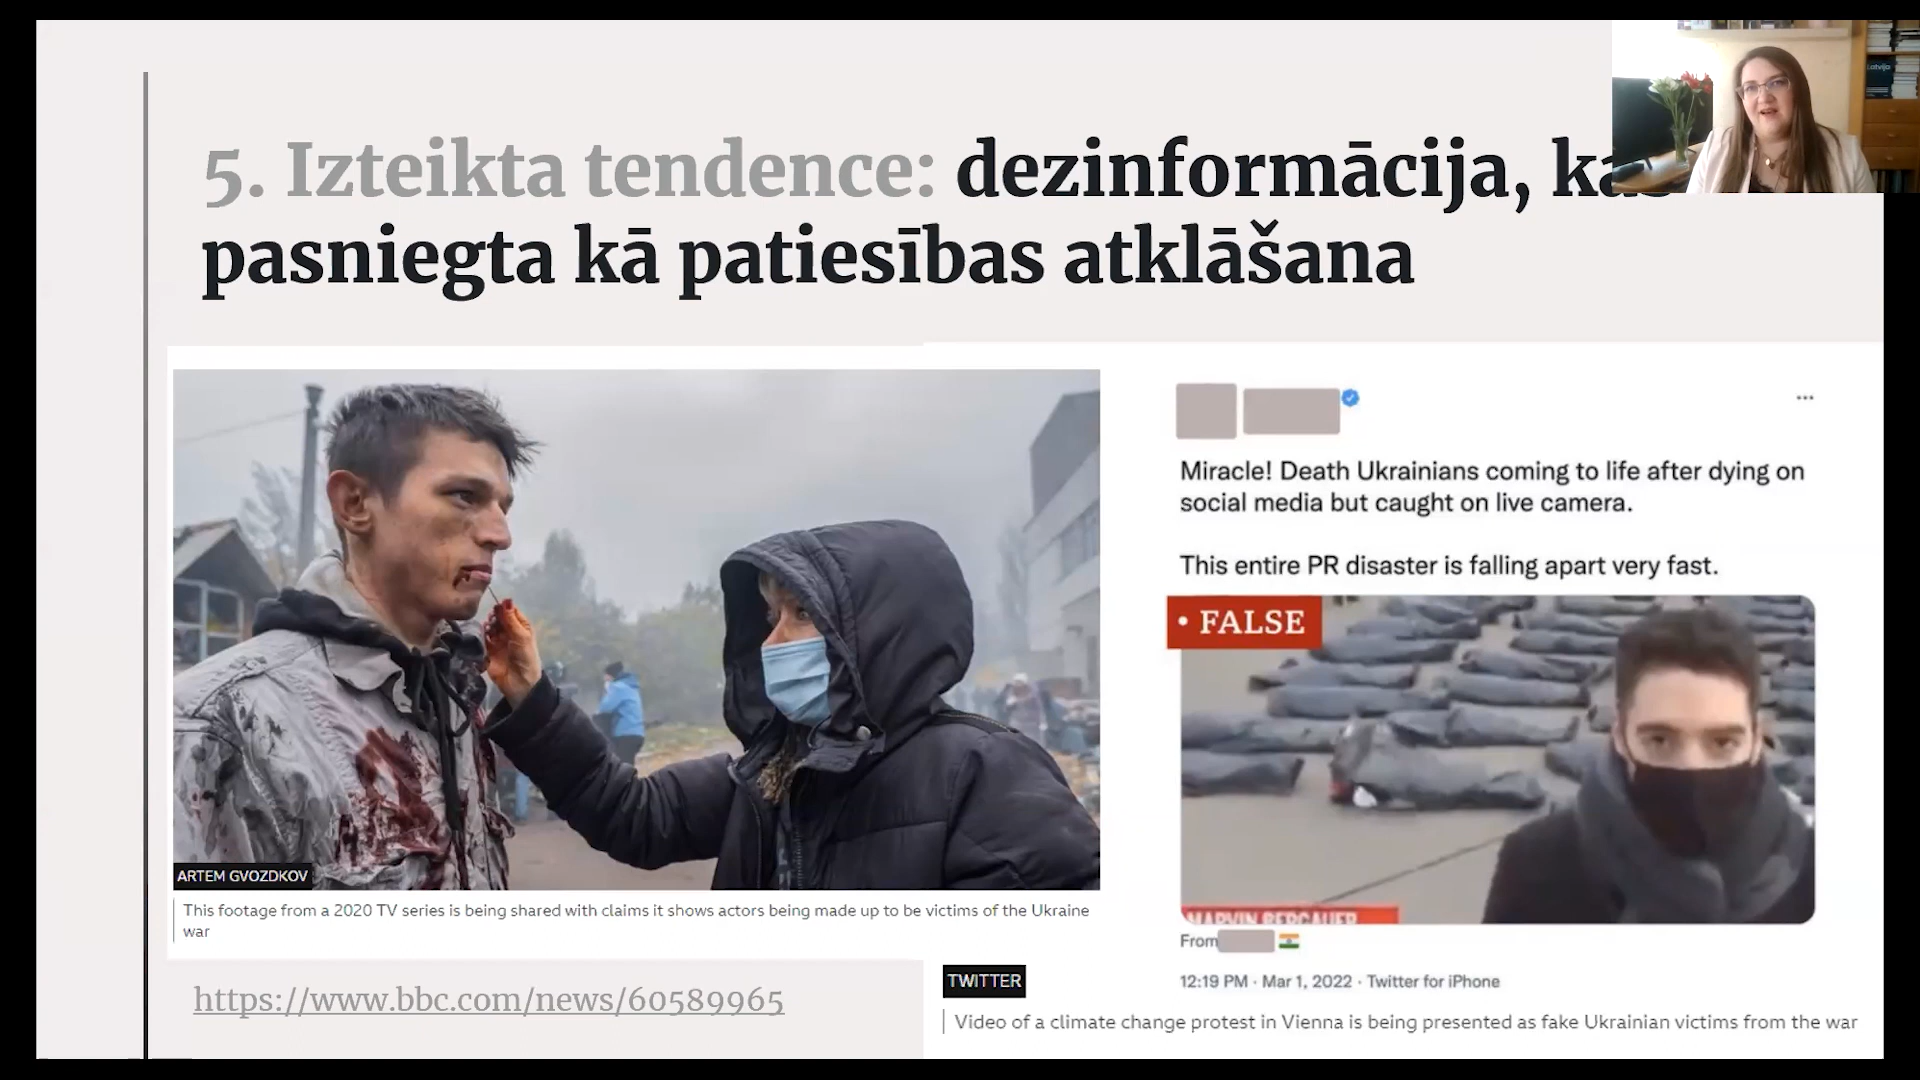 5. Izteikta tendence: dezinformācija, kas
pasniegta kā patiesības atklāšana
Latvija
ARTEM GVOZDKOV
This footage from a 2020 TV series is being shared with claims it shows actors being made up to be victims of the Ukraine
war
https://www.bbc.com/news/60589965
Miracle! Death Ukrainians coming to life after dying on
social media but caught on live camera.
This entire PR disaster is falling apart very fast.
• FALSE
MARVIN BERGAUER
From
12:19 PM · Mar 1, 2022 · Twitter for iPhone
TWITTER
Video of a climate change protest in Vienna is being presented as fake Ukrainian victims from the war